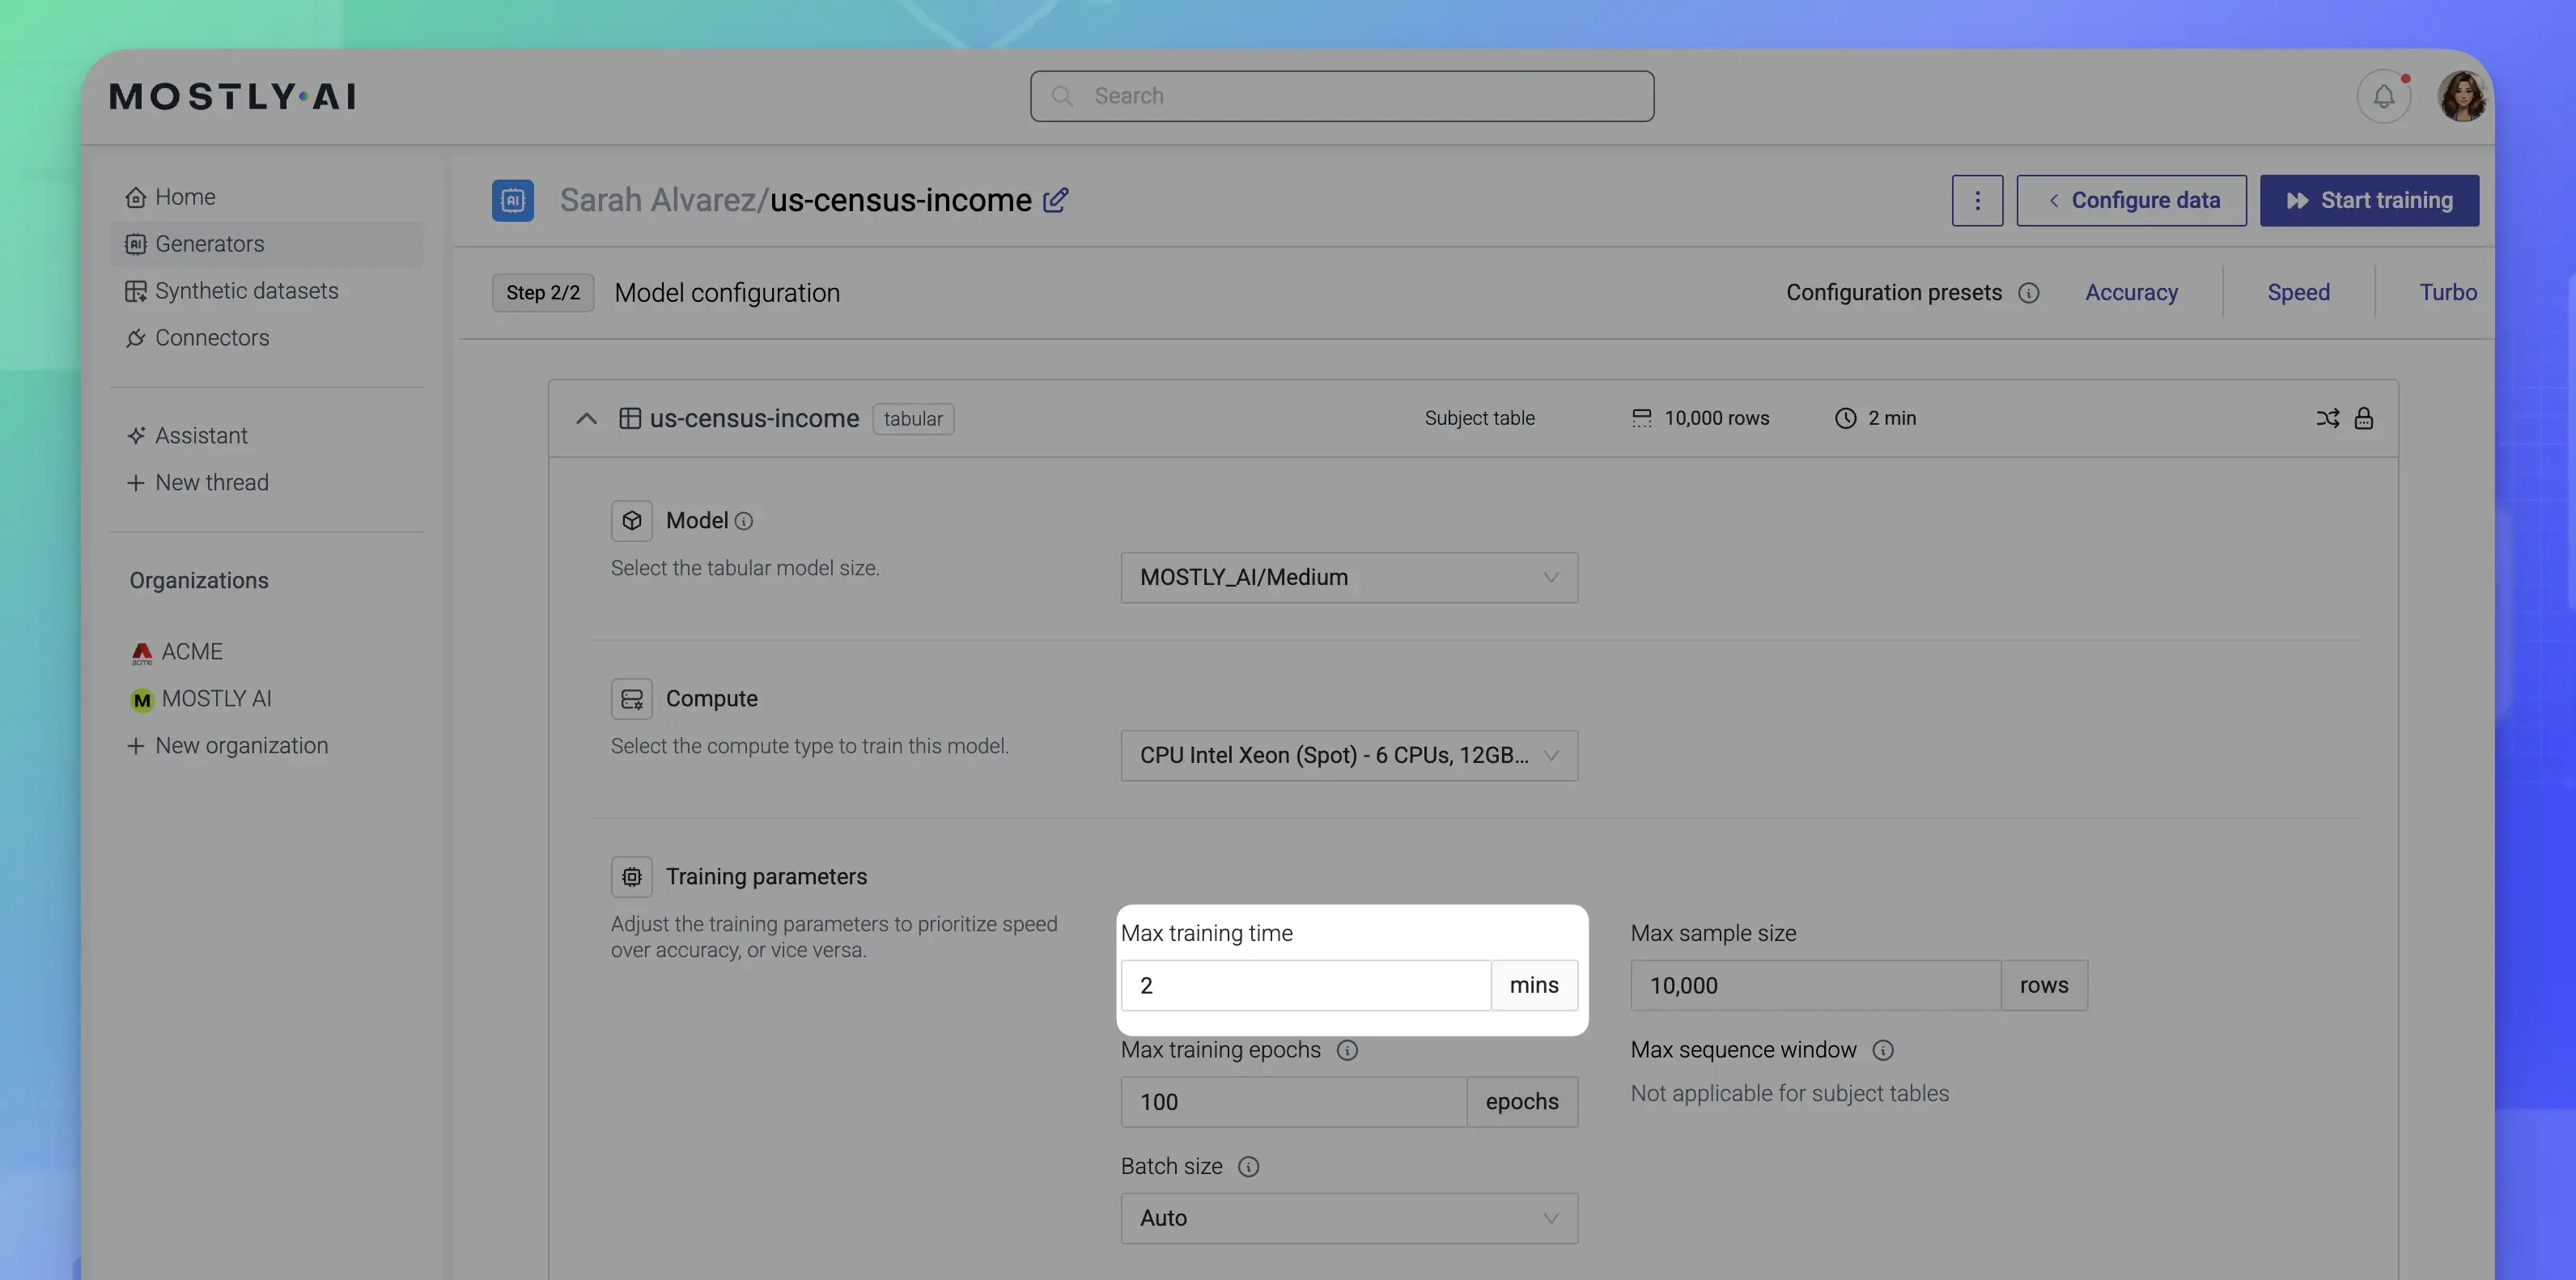 MOSTLY AI
Search
Home
Generators
Synthetic datasets
Connectors
Assistant
New thread
Organizations
acme ACME
M MOSTLY AI
New organization
AI Sarah Alvarez/us-census-income
Configure data
Start training
Step 2/2 Model configuration
Configuration presets
Accuracy
Speed
Turbo
us-census-income tabular
Subject table
10,000 rows
2 min
Model
Select the tabular model size.
MOSTLY_AI/Medium
Compute
Select the compute type to train this model.
CPU Intel Xeon (Spot) - 6 CPUs, 12GB...
Training parameters
Adjust the training parameters to prioritize speed
over accuracy, or vice versa.
Max training time
2 mins
Max sample size
10,000 rows
Max training epochs
100 epochs
Max sequence window
Not applicable for subject tables
Batch size
Auto